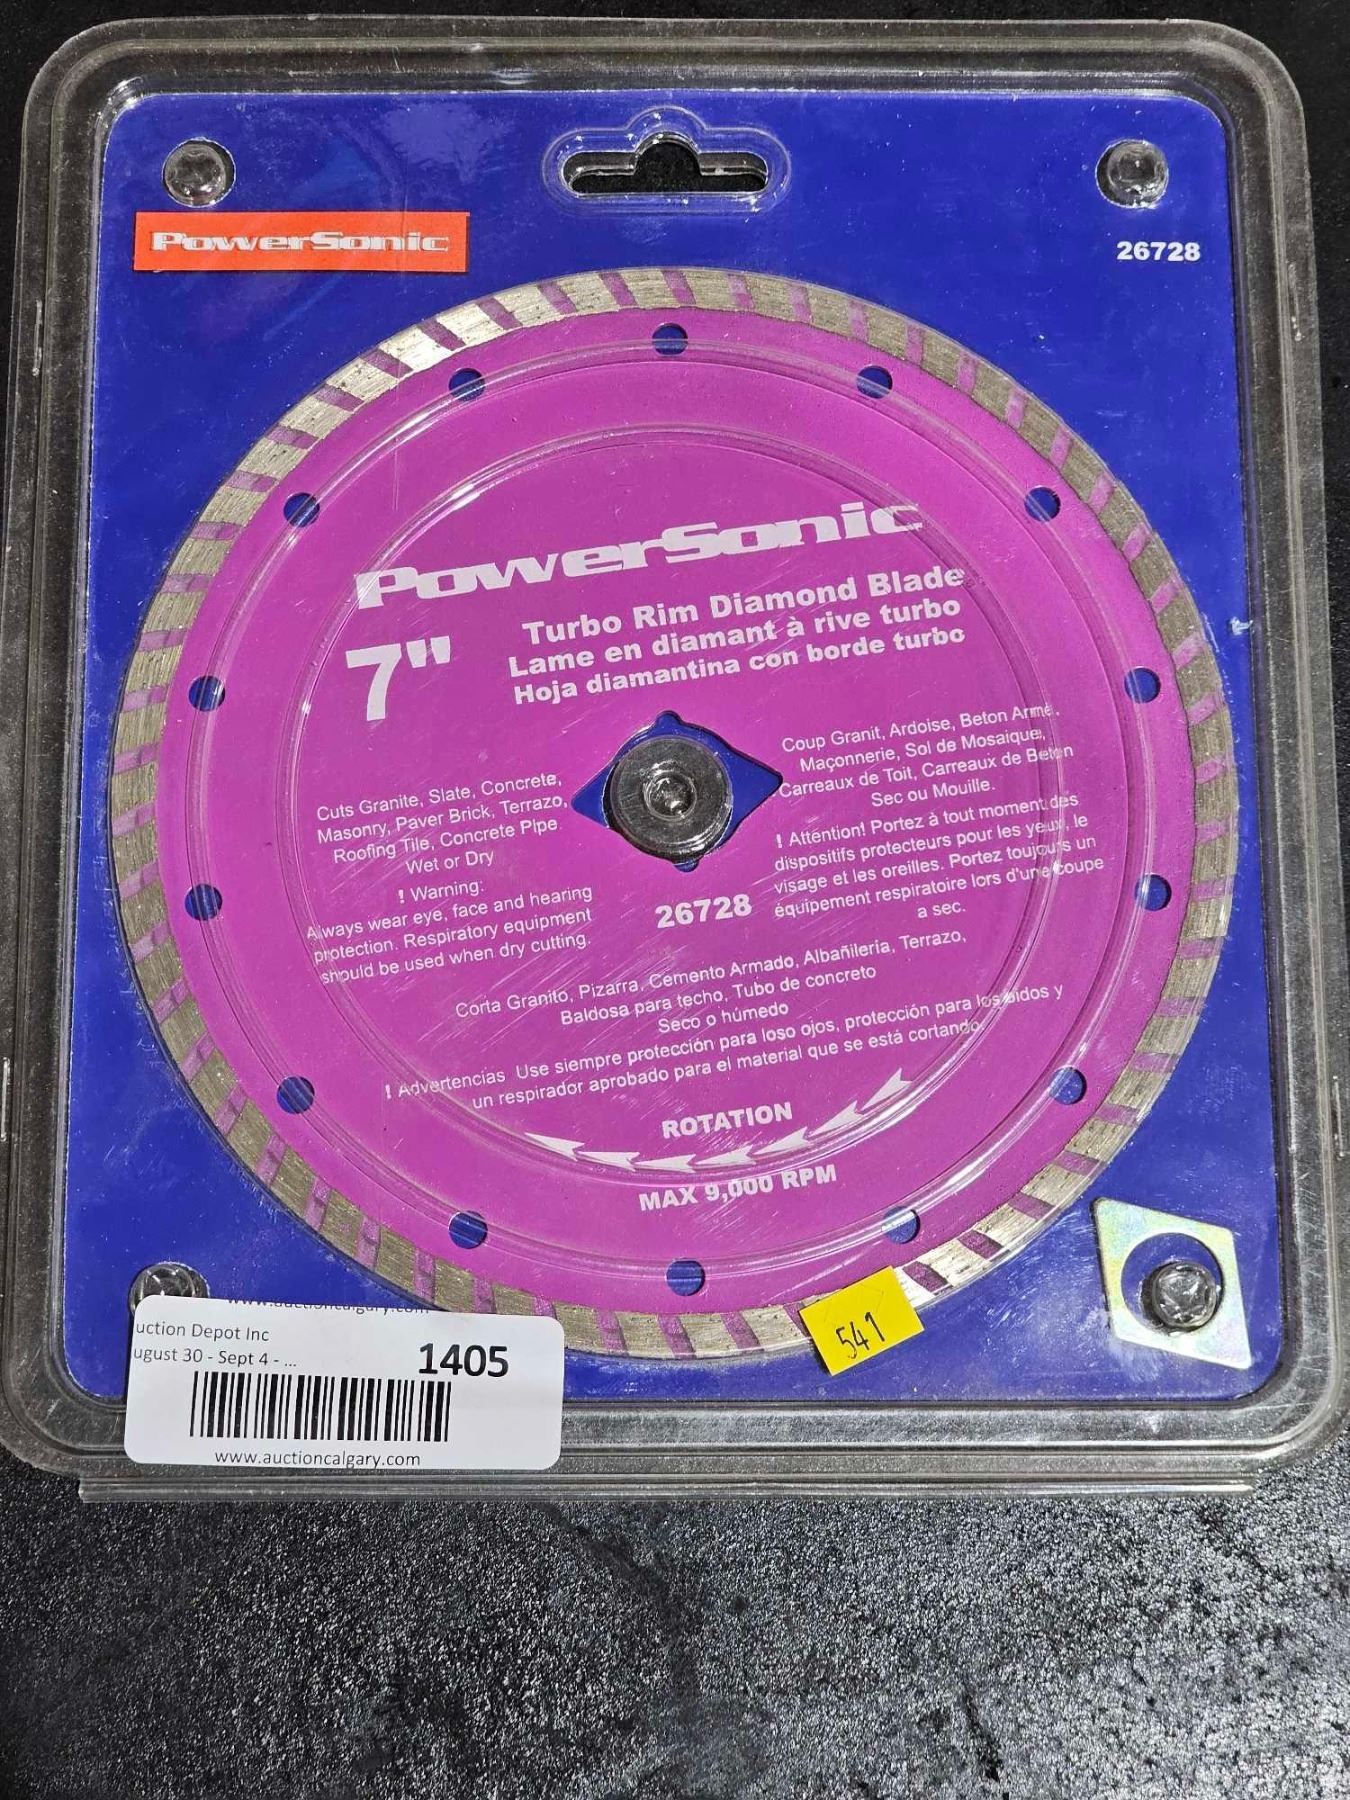 PowerSonic
26728
PowerSonic
7"
Turbo Rim Diamond Blade
Lame en diamant à rive turbo
Hoja diamantina con borde turbo
Cuts Granite, Slate, Concrete,
Masonry, Paver Brick, Terrazo,
Roofing Tile, Concrete Pipe
Wet or Dry
! Warning:
Always wear eye, face and hearing
protection. Respiratory equipment
should be used when dry cutting.
Coup Granit, Ardoise, Beton Armé.
Maçonnerie, Sol de Mosaique,
Carreaux de Toit, Carreaux de Beton
Sec ou Mouille.
! Attention! Portez à tout moment des
dispositifs protecteurs pour les yeux, le
visage et les oreilles. Portez toujours un
équipement respiratoire lors d'une coupe
a sec.
26728
Corta Granito, Pizarra, Cemento Armado, Albañilería, Terrazo,
Baldosa para techo, Tubo de concreto
Seco o húmedo
! Advertencias Use siempre protección para loso ojos, protección para los oidos y
un respirador aprobado para el material que se está cortando.
ROTATION
MAX 9,000 RPM
541
www.auctioncalgary.com
uction Depot Inc
ugust 30 - Sept 4 - ...
1405
www.auctioncalgary.com